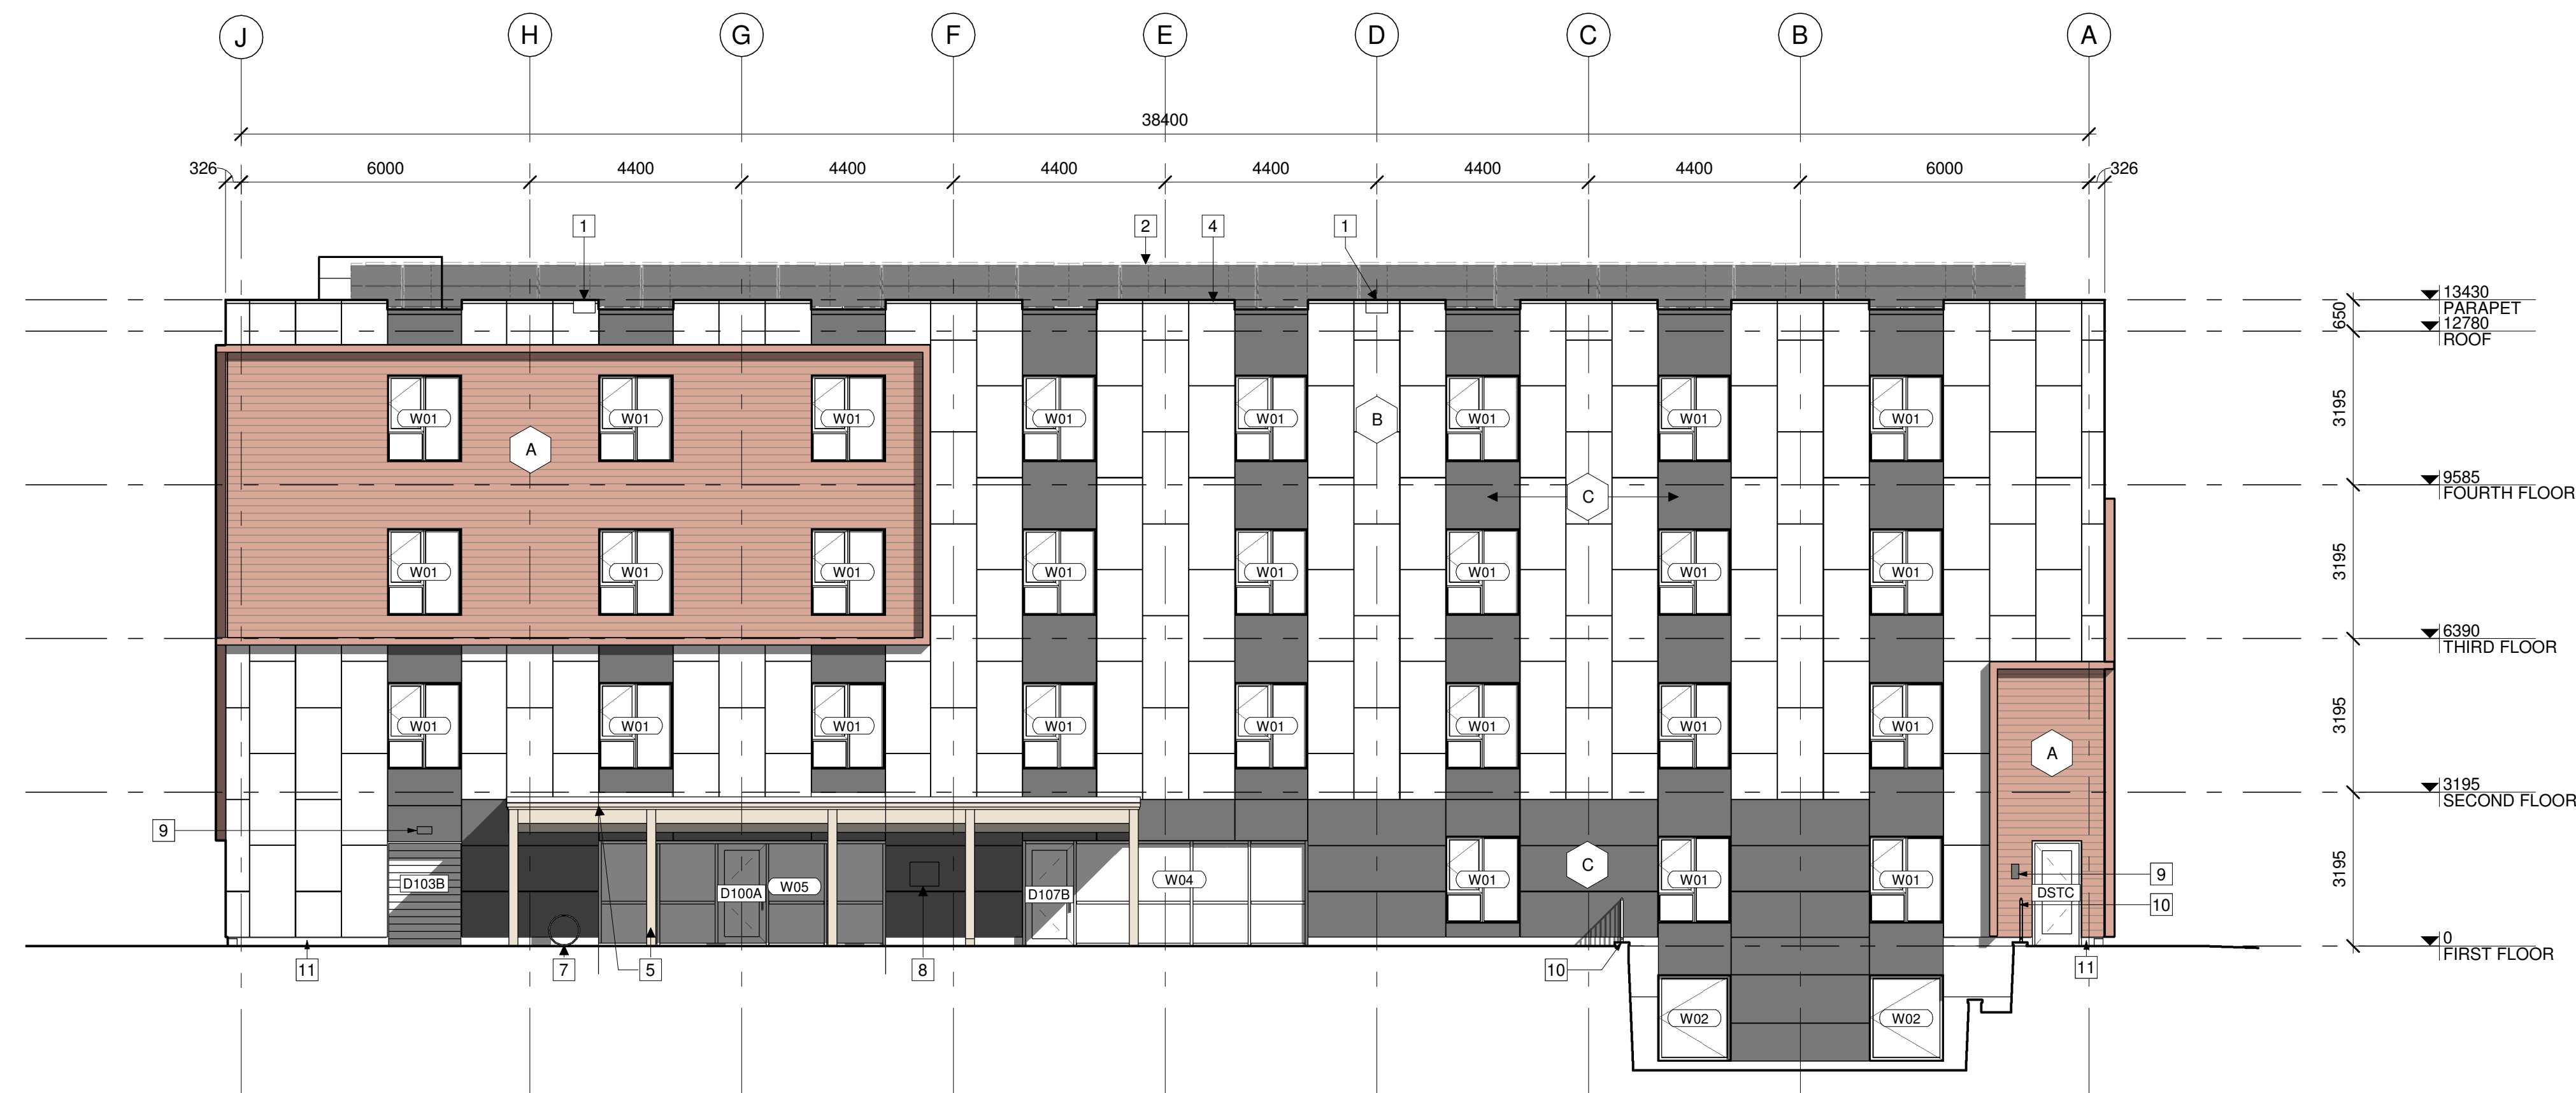 J H G F E D C B A
38400
326 6000 4400 4400 4400 4400 4400 4400 6000 326
1 2 4 1
13430
PARAPET
650
12780
ROOF
W01 W01 W01 W01 W01 W01 W01 W01
A B
3195
9585
FOURTH FLOOR
C
W01 W01 W01 W01 W01 W01 W01 W01
3195
6390
THIRD FLOOR
W01 W01 W01 W01 W01 W01 W01 W01
A
3195
3195
SECOND FLOOR
9
D103B D100A W05 D107B W04 W01 C W01 W01 DSTC
9
10
3195
0
FIRST FLOOR
11 7 5 8 10 11
W02 W02